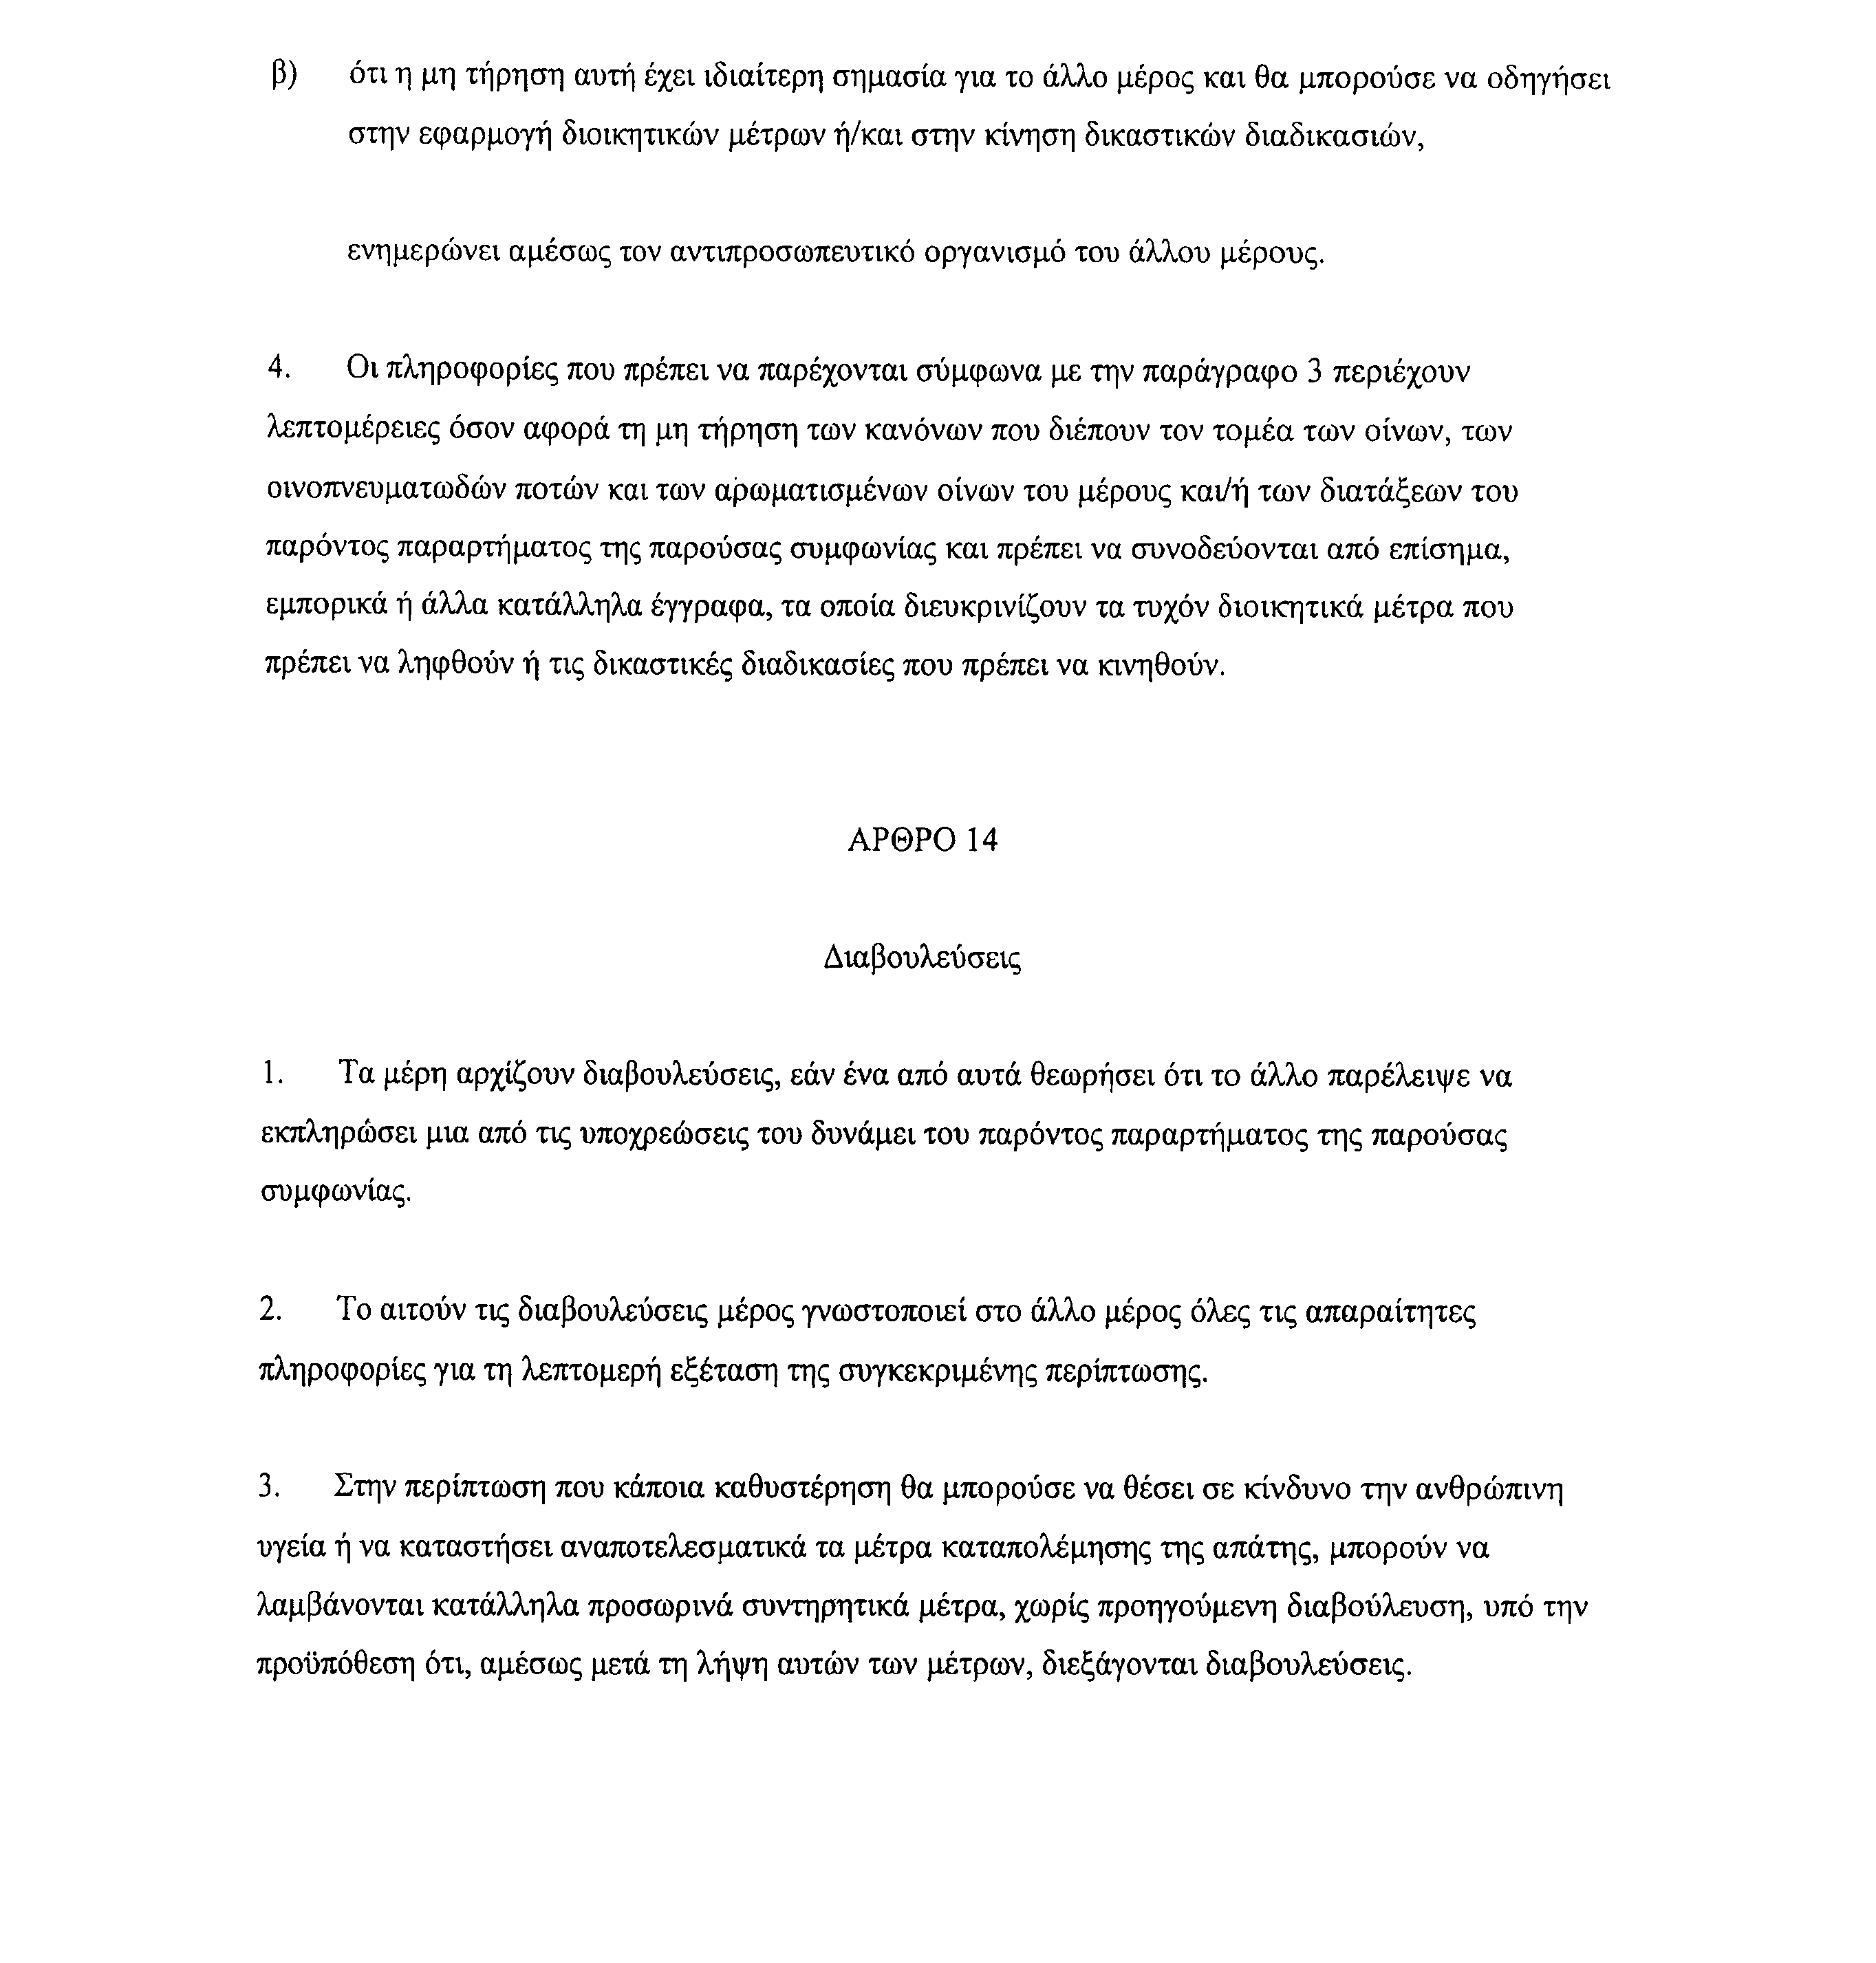 β) ότι η μη τήρηση αυτή έχει ιδιαίτερη σημασία για το άλλο μέρος και θα μπορούσε να οδηγήσει
στην εφαρμογή διοικητικών μέτρων ή/και στην κίνηση δικαστικών διαδικασιών,
ενημερώνει αμέσως τον αντιπροσωπευτικό οργανισμό του άλλου μέρους.
4. Οι πληροφορίες που πρέπει να παρέχονται σύμφωνα με την παράγραφο 3 περιέχουν
λεπτομέρειες όσον αφορά τη μη τήρηση των κανόνων που διέπουν τον τομέα των οίνων, των
οινοπνευματωδών ποτών και των αρωματισμένων οίνων του μέρους και/ή των διατάξεων του
παρόντος παραρτήματος της παρούσας συμφωνίας και πρέπει να συνοδεύονται από επίσημα,
εμπορικά ή άλλα κατάλληλα έγγραφα, τα οποία διευκρινίζουν τα τυχόν διοικητικά μέτρα που
πρέπει να ληφθούν ή τις δικαστικές διαδικασίες που πρέπει να κινηθούν.
ΑΡΘΡΟ 14
Διαβουλεύσεις
1. Τα μέρη αρχίζουν διαβουλεύσεις, εάν ένα από αυτά θεωρήσει ότι το άλλο παρέλειψε να
εκπληρώσει μια από τις υποχρεώσεις του δυνάμει του παρόντος παραρτήματος της παρούσας
συμφωνίας.
2. Το αιτούν τις διαβουλεύσεις μέρος γνωστοποιεί στο άλλο μέρος όλες τις απαραίτητες
πληροφορίες για τη λεπτομερή εξέταση της συγκεκριμένης περίπτωσης.
3. Στην περίπτωση που κάποια καθυστέρηση θα μπορούσε να θέσει σε κίνδυνο την ανθρώπινη
υγεία ή να καταστήσει αναποτελεσματικά τα μέτρα καταπολέμησης της απάτης, μπορούν να
λαμβάνονται κατάλληλα προσωρινά συντηρητικά μέτρα, χωρίς προηγούμενη διαβούλευση, υπό την
προϋπόθεση ότι, αμέσως μετά τη λήψη αυτών των μέτρων, διεξάγονται διαβουλεύσεις.